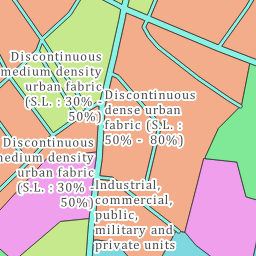 Discontinuous
medium density
urban fabric
(S.L. : 30% -
50%)
Discontinuous
dense urban
fabric (S.L. :
50% - 80%)
Discontinuous
medium density
urban fabric
(S.L. : 30% -
50%)
Industrial,
commercial,
public,
military and
private units